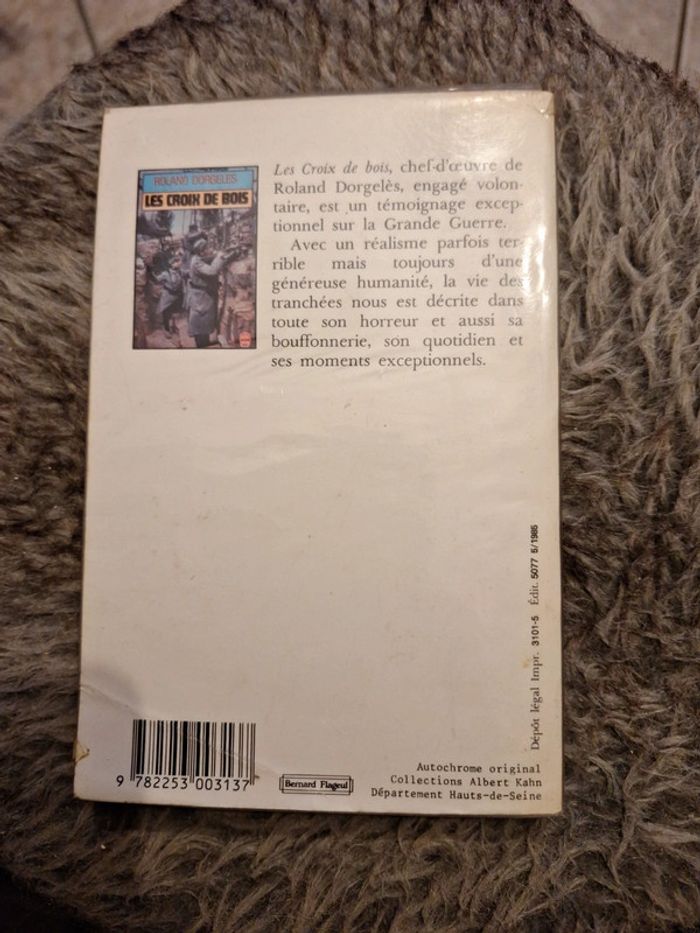 ROLAND DORGELÈS
LES CROIX DE BOIS
Les Croix de bois, chef-d'œuvre de
Roland Dorgelès, engagé volon-
taire, est un témoignage excep-
tionnel sur la Grande Guerre.
Avec un réalisme parfois ter-
rible mais toujours d'une
généreuse humanité, la vie des
tranchées nous est décrite dans
toute son horreur et aussi sa
bouffonnerie, son quotidien et
ses moments exceptionnels.
Dépôt légal Impr. 3101-5 Édit. 5077 5/1985
9 782253 003137
Bernard Flageul
Autochrome original
Collections Albert Kahn
Département Hauts-de-Seine